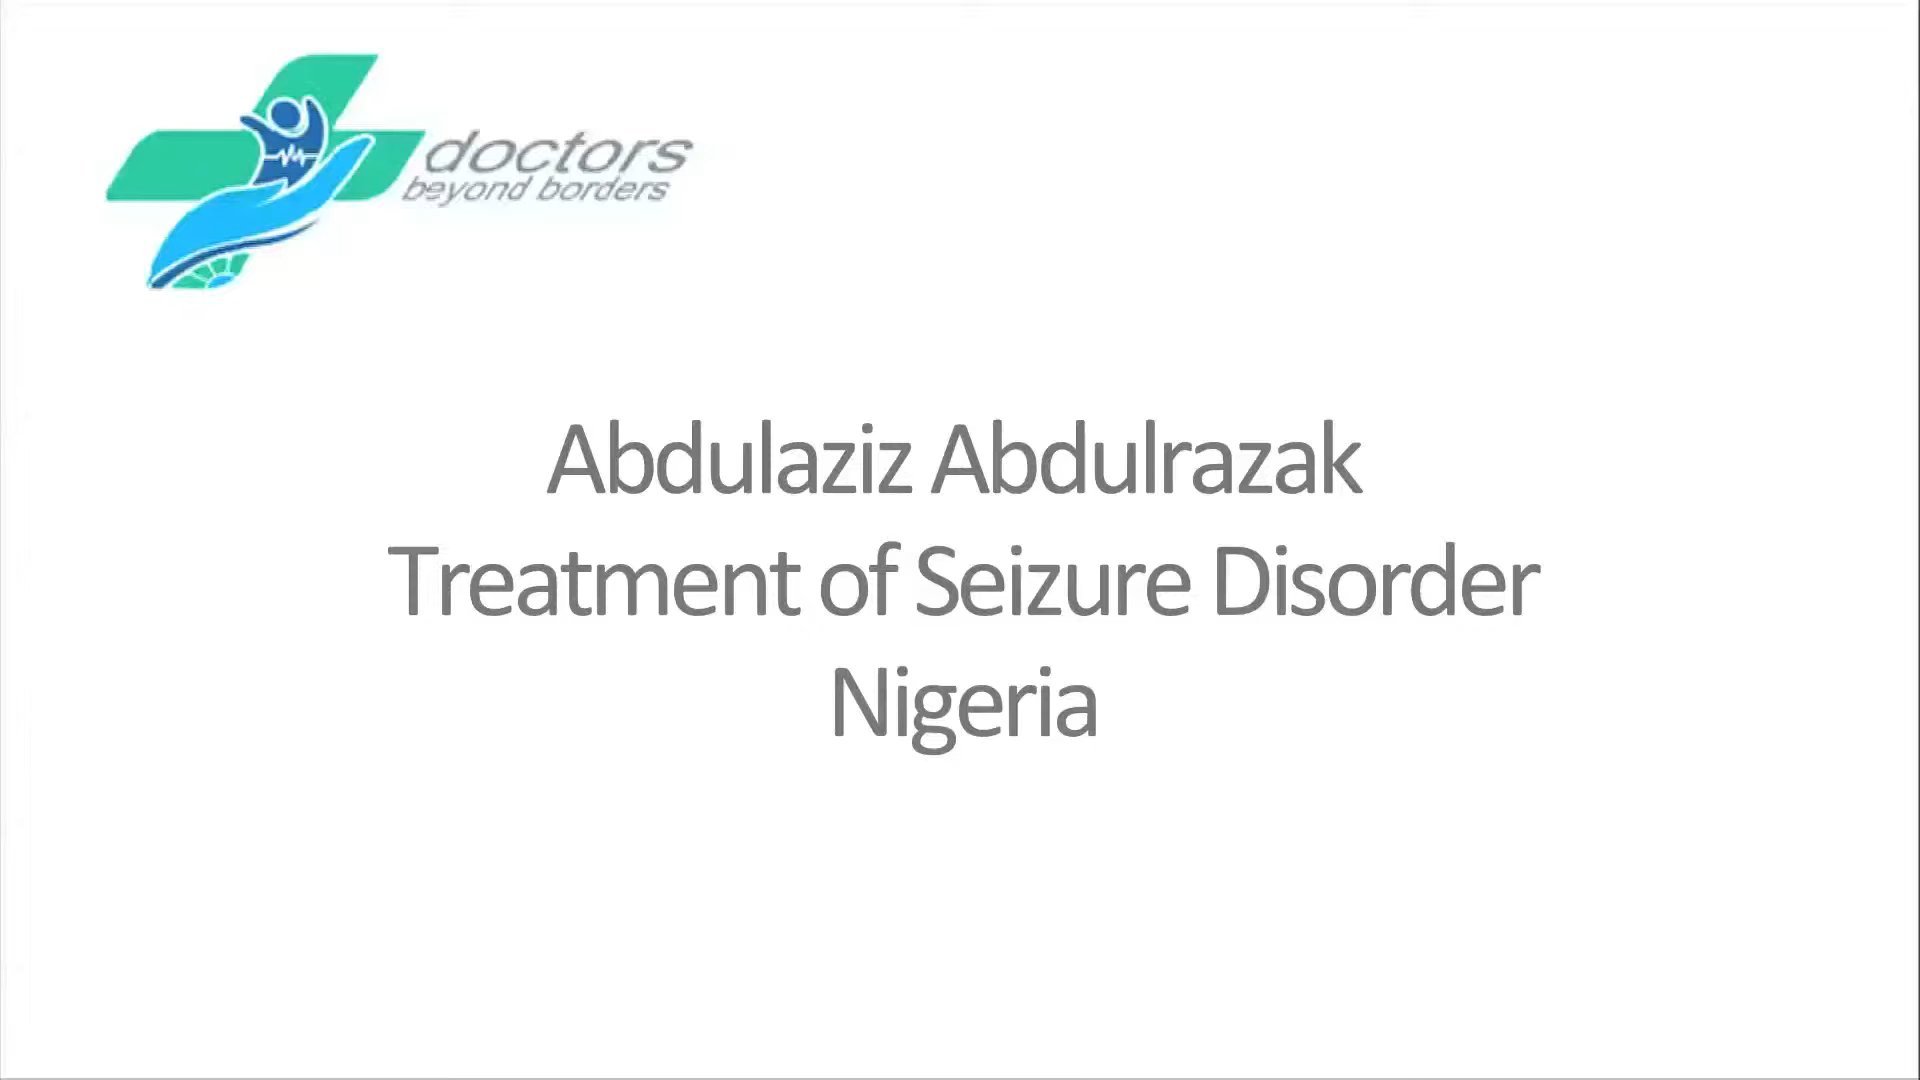 doctors
beyond borders
Abdulaziz Abdulrazak
Treatment of Seizure Disorder
Nigeria